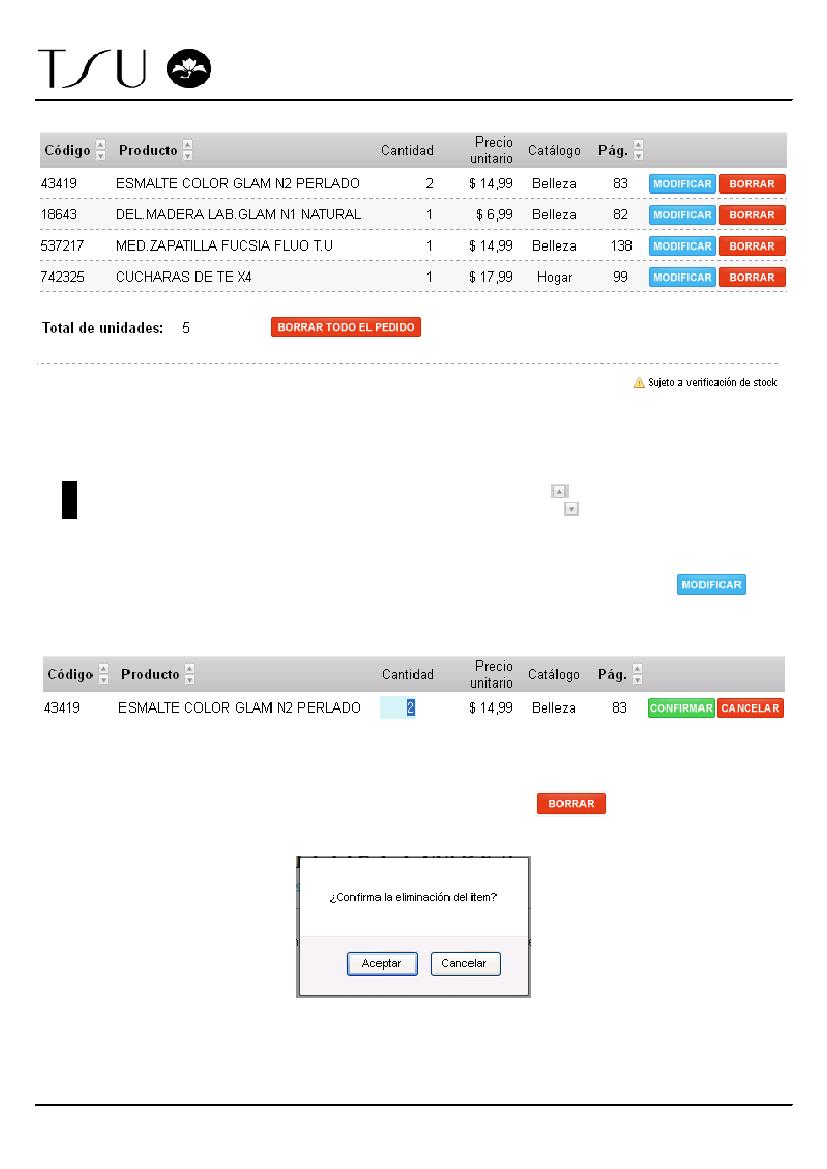 TSU
Código Producto Cantidad Precio unitario Catálogo Pág.
43419 ESMALTE COLOR GLAM N2 PERLADO 2 $ 14,99 Belleza 83 MODIFICAR BORRAR
18643 DEL.MADERA LAB.GLAM N1 NATURAL 1 $ 6,99 Belleza 82 MODIFICAR BORRAR
537217 MED.ZAPATILLA FUCSIA FLUO T.U 1 $ 14,99 Belleza 138 MODIFICAR BORRAR
742325 CUCHARAS DE TE X4 1 $ 17,99 Hogar 99 MODIFICAR BORRAR
Total de unidades: 5 BORRAR TODO EL PEDIDO
Sujeto a verificación de stock
MODIFICAR
Código Producto Cantidad Precio unitario Catálogo Pág.
43419 ESMALTE COLOR GLAM N2 PERLADO 2 $ 14,99 Belleza 83 CONFIRMAR CANCELAR
BORRAR
¿Confirma la eliminación del item?
Aceptar Cancelar